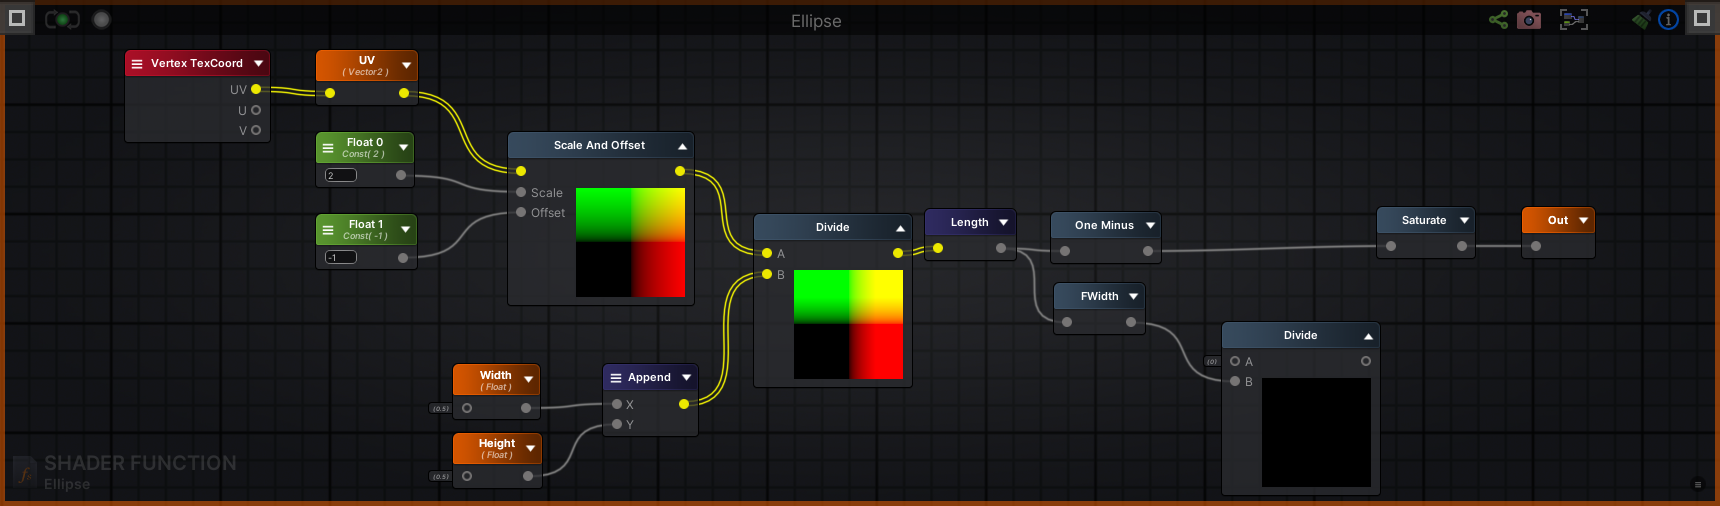 Ellipse
Vertex TexCoord
UV
U
V
UV
( Vector2 )
Float 0
Const( 2 )
2
Float 1
Const( -1 )
-1
Scale And Offset
Scale
Offset
Width
( Float )
(0.5)
Height
( Float )
(0.5)
Append
X
Y
Divide
A
B
Length
One Minus
FWidth
Divide
(0)
A
B
Saturate
Out
SHADER FUNCTION
Ellipse